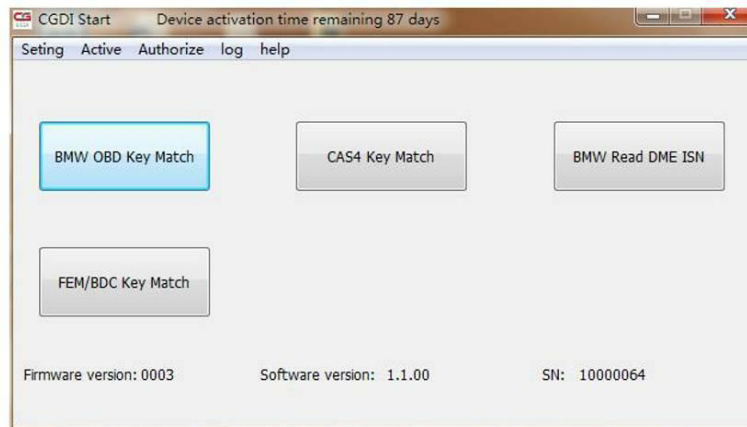 CG CGDI Start Device activation time remaining 87 days
Seting Active Authorize log help
BMW OBD Key Match CAS4 Key Match BMW Read DME ISN
FEM/BDC Key Match
Firmware version: 0003 Software version: 1.1.00 SN: 10000064